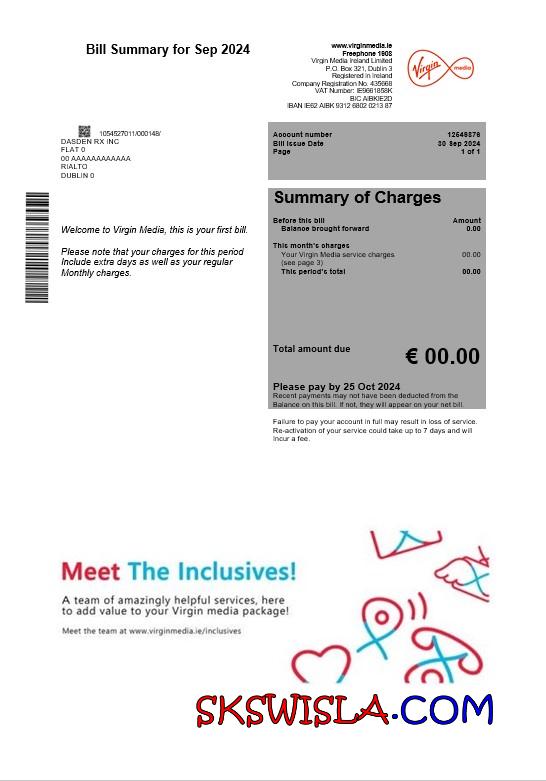 Bill Summary for Sep 2024
www.virginmedia.ie
Freephone 1908
Virgin Media Ireland Limited
P.O. Box 321, Dublin 3
Registered in Ireland
Company Registration No. 435668
VAT Number: IE9661858K
BIC AIBKIE2D
IBAN IE62 AIBK 9312 6802 0213 87
Virgin media
1054527011/000148/
DASDEN RX INC
FLAT 0
00 AAAAAAAAAAAA
RIALTO
DUBLIN 0
Account number 12548876
Bill Issue Date 30 Sep 2024
Page 1 of 1
Welcome to Virgin Media, this is your first bill.
Please note that your charges for this period
Include extra days as well as your regular
Monthly charges.
Summary of Charges
Before this bill Amount
Balance brought forward 0.00
This month's charges
Your Virgin Media service charges 00.00
(see page 3)
This period's total 00.00
Total amount due € 00.00
Please pay by 25 Oct 2024
Recent payments may not have been deducted from the
Balance on this bill. If not, they will appear on your net bill.
Failure to pay your account in full may result in loss of service.
Re-activation of your service could take up to 7 days and will
incur a fee.
Meet The Inclusives!
A team of amazingly helpful services, here
to add value to your Virgin media package!
Meet the team at www.virginmedia.ie/inclusives
SKSWISLA.COM